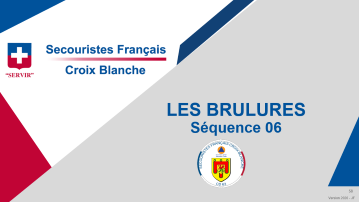 Secouristes Français
Croix Blanche
"SERVIR"
LES BRULURES
Séquence 06